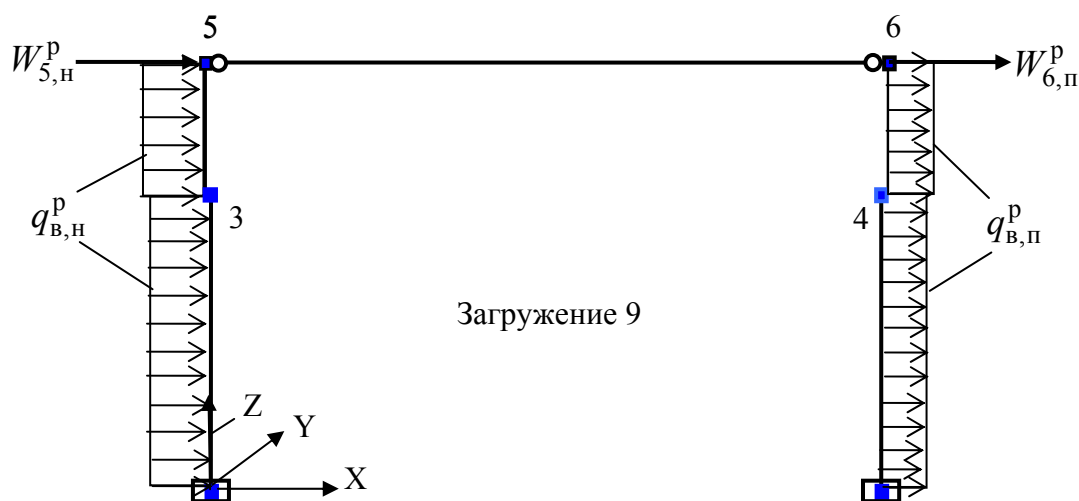 5
6
W^р_5,н
W^р_6,п
q^р_в,н
3
4
q^р_в,п
Загружение 9
Z
Y
X